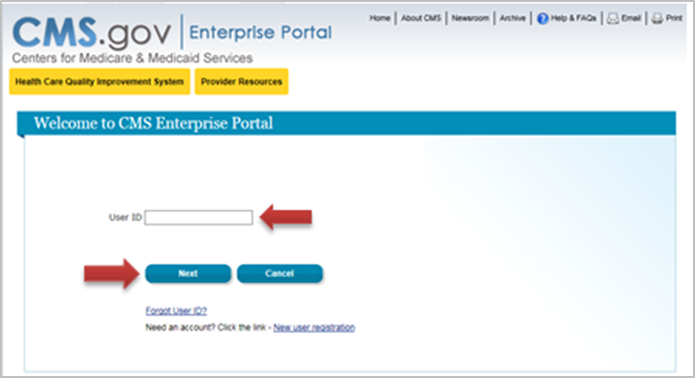 CMS.gov | Enterprise Portal
Home | About CMS | Newsroom | Archive | ? Help & FAQs | Email | Print
Centers for Medicare & Medicaid Services
Health Care Quality Improvement System Provider Resources
Welcome to CMS Enterprise Portal
User ID
Next Cancel
Forgot User ID?
Need an account? Click the link - New user registration